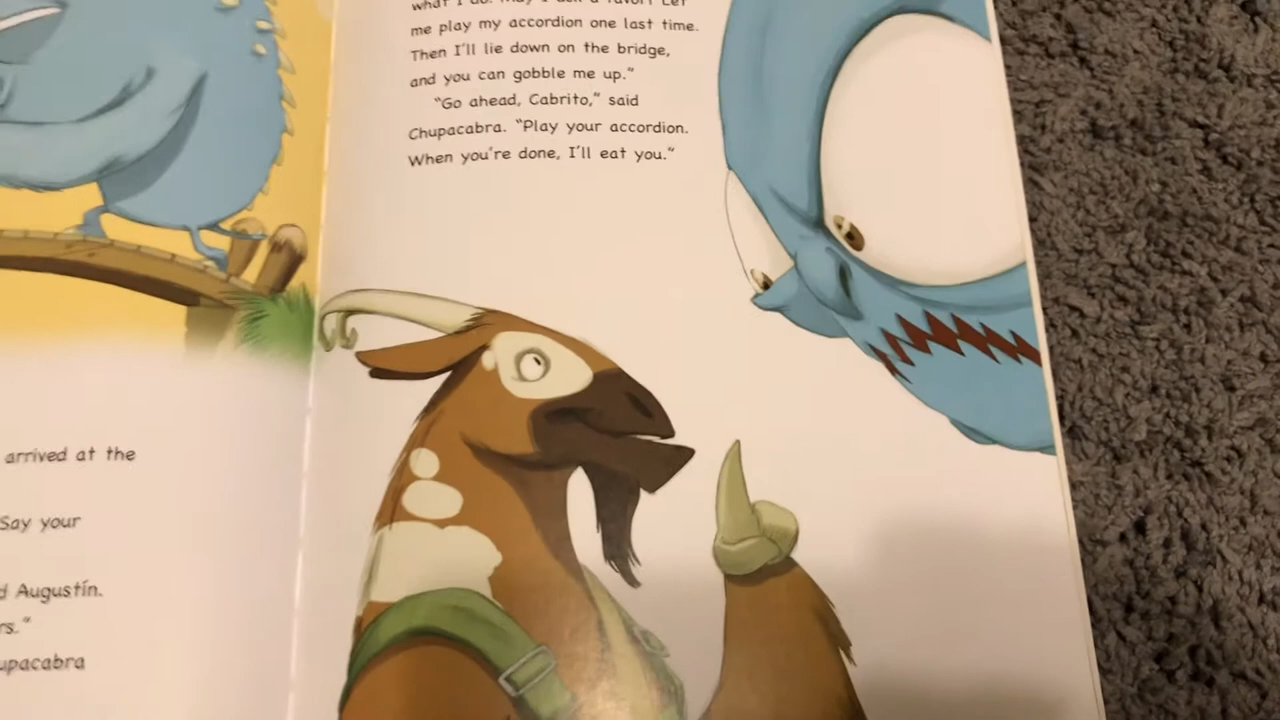 arrived at the
Say your
Augustín.
me play my accordion one last time.
Then I'll lie down on the bridge,
and you can gobble me up."
"Go ahead, Cabrito," said
Chupacabra. "Play your accordion.
When you're done, I'll eat you."